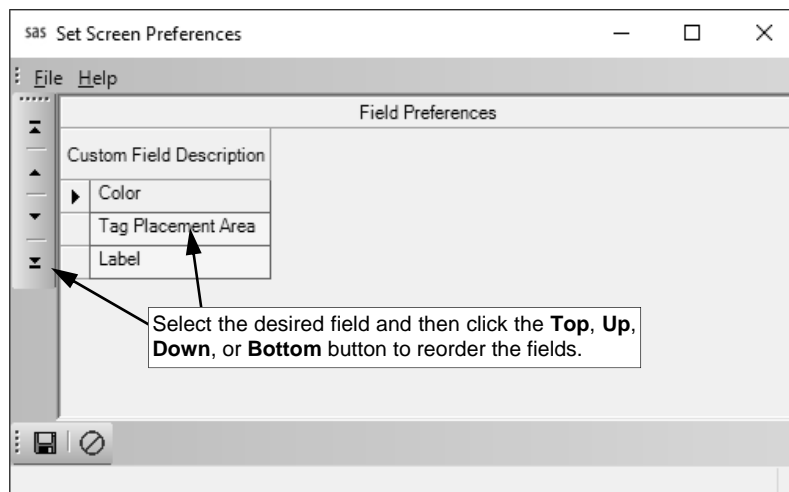 sas Set Screen Preferences
File Help
Field Preferences
Custom Field Description
Color
Tag Placement Area
Label
Select the desired field and then click the Top, Up,
Down, or Bottom button to reorder the fields.